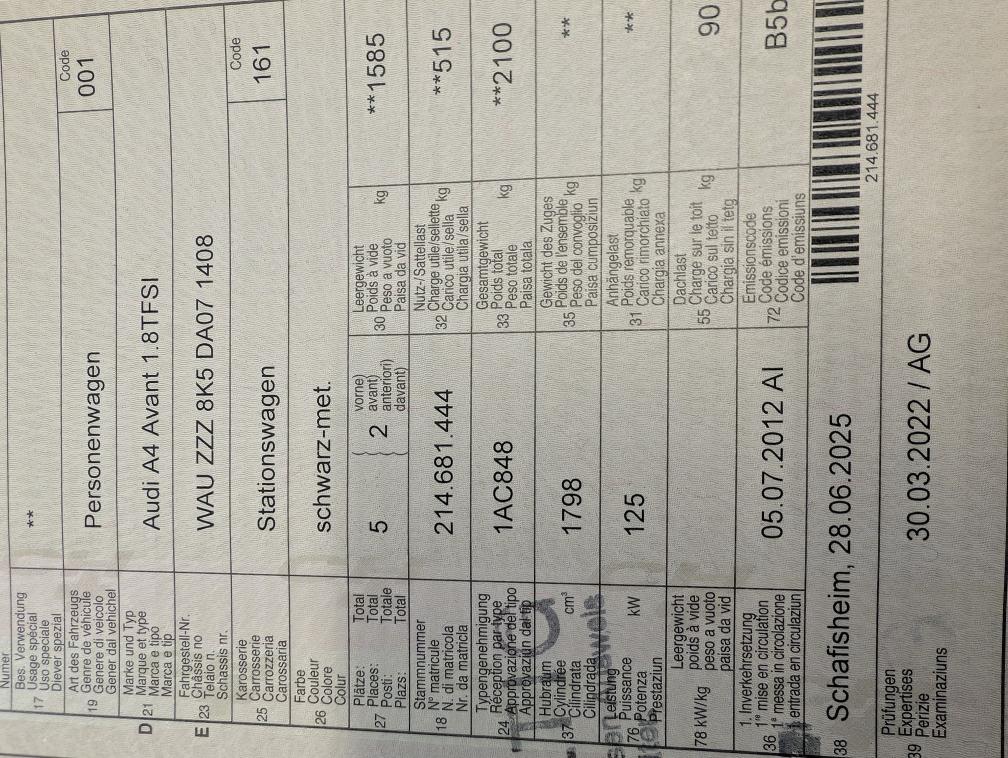 Numer
Bes. Verwendung
17 Usage spécial **
Uso speciale
Diever spezial
Art des Fahrzeugs Code
Genre de véhicule
19 Genere di veicolo Personenwagen 001
Gener dal vehichel
Marke und Typ
D 21 Marque et type Audi A4 Avant 1.8TFSI
Marca e tipo
Marca e tip
Fahrgestell-Nr.
E 23 Châssis no WAU ZZZ 8K5 DA07 1408
Telaio n.
Schassis nr.
Karosserie Code
25 Carrosserie Stationswagen 161
Carrozzeria
Carossaria
Farbe
26 Couleur schwarz-met.
Colore
Colur
Plätze: Total vorne) Leergewicht
Places: Total avant) Poids à vide
27 Posti: Totale 5 2 anteriori) 30 Peso a vuoto kg **1585
Plazs: Total davant) Paisa da vid
Stammnummer Nutz-/Sattellast
18 N° matricule 214.681.444 Charge utile/sellette
N. di matricola 32 Carico utile/sella kg **515
Nr. da matricla Chargia utila/sella
Typengenehmigung Gesamtgewicht
Réception par type Poids total
24 Approvazione del tipo 1AC848 33 Peso totale kg **2100
Approvaziun dal tip Paisa totala
Hubraum Gewicht des Zuges
37 Cylindrée cm³ 1798 Poids de l'ensemble
Cilindrata 35 Peso del convoglio kg **
Cilindrada Paisa cumposiziun
Leistung Anhängelast
76 Puissance kW 125 Poids remorquable
Potenza 31 Carico rimorchiato kg **
Prestaziun Chargia annexa
Leergewicht Dachlast
78 kW/kg poids à vide Charge sur le toit
peso a vuoto 55 Carico sul tetto kg 90
paisa da vid Chargia sin il tetg
1. Inverkehrsetzung Emissionscode
36 1re mise en circulation 05.07.2012 AI 72 Code émissions B5b
1a messa in circolazione Codice emissioni
entrada en circulaziun Code d'emissiuns
38 Schafisheim, 28.06.2025
214.681.444
Prüfungen
Expertises
39 Perizie 30.03.2022 / AG
Examinaziuns